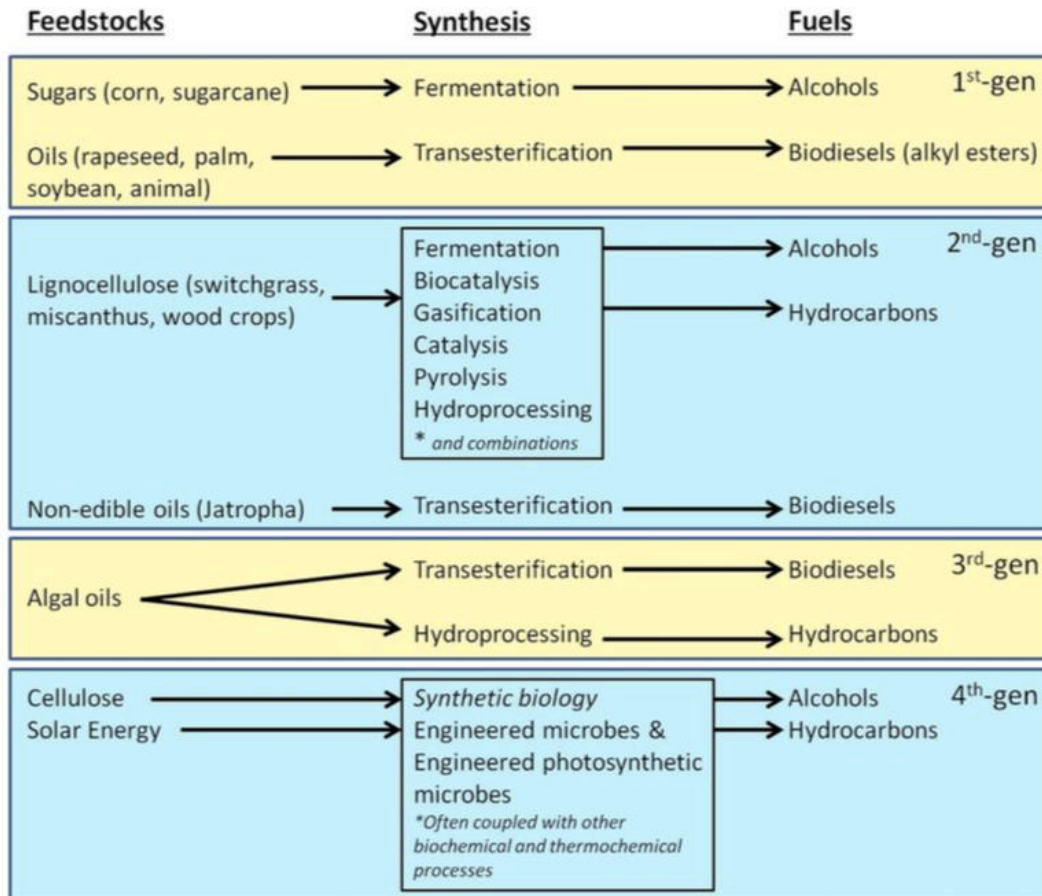 Feedstocks Synthesis Fuels
Sugars (corn, sugarcane) Fermentation Alcohols 1st-gen
Oils (rapeseed, palm, Transesterification Biodiesels (alkyl esters)
soybean, animal)
Fermentation Alcohols 2nd-gen
Lignocellulose (switchgrass, Biocatalysis
miscanthus, wood crops) Gasification Hydrocarbons
Catalysis
Pyrolysis
Hydroprocessing
* and combinations
Non-edible oils (Jatropha) Transesterification Biodiesels
Transesterification Biodiesels 3rd-gen
Algal oils
Hydroprocessing Hydrocarbons
Cellulose Synthetic biology Alcohols 4th-gen
Solar Energy Engineered microbes & Hydrocarbons
Engineered photosynthetic
microbes
*Often coupled with other
biochemical and thermochemical
processes